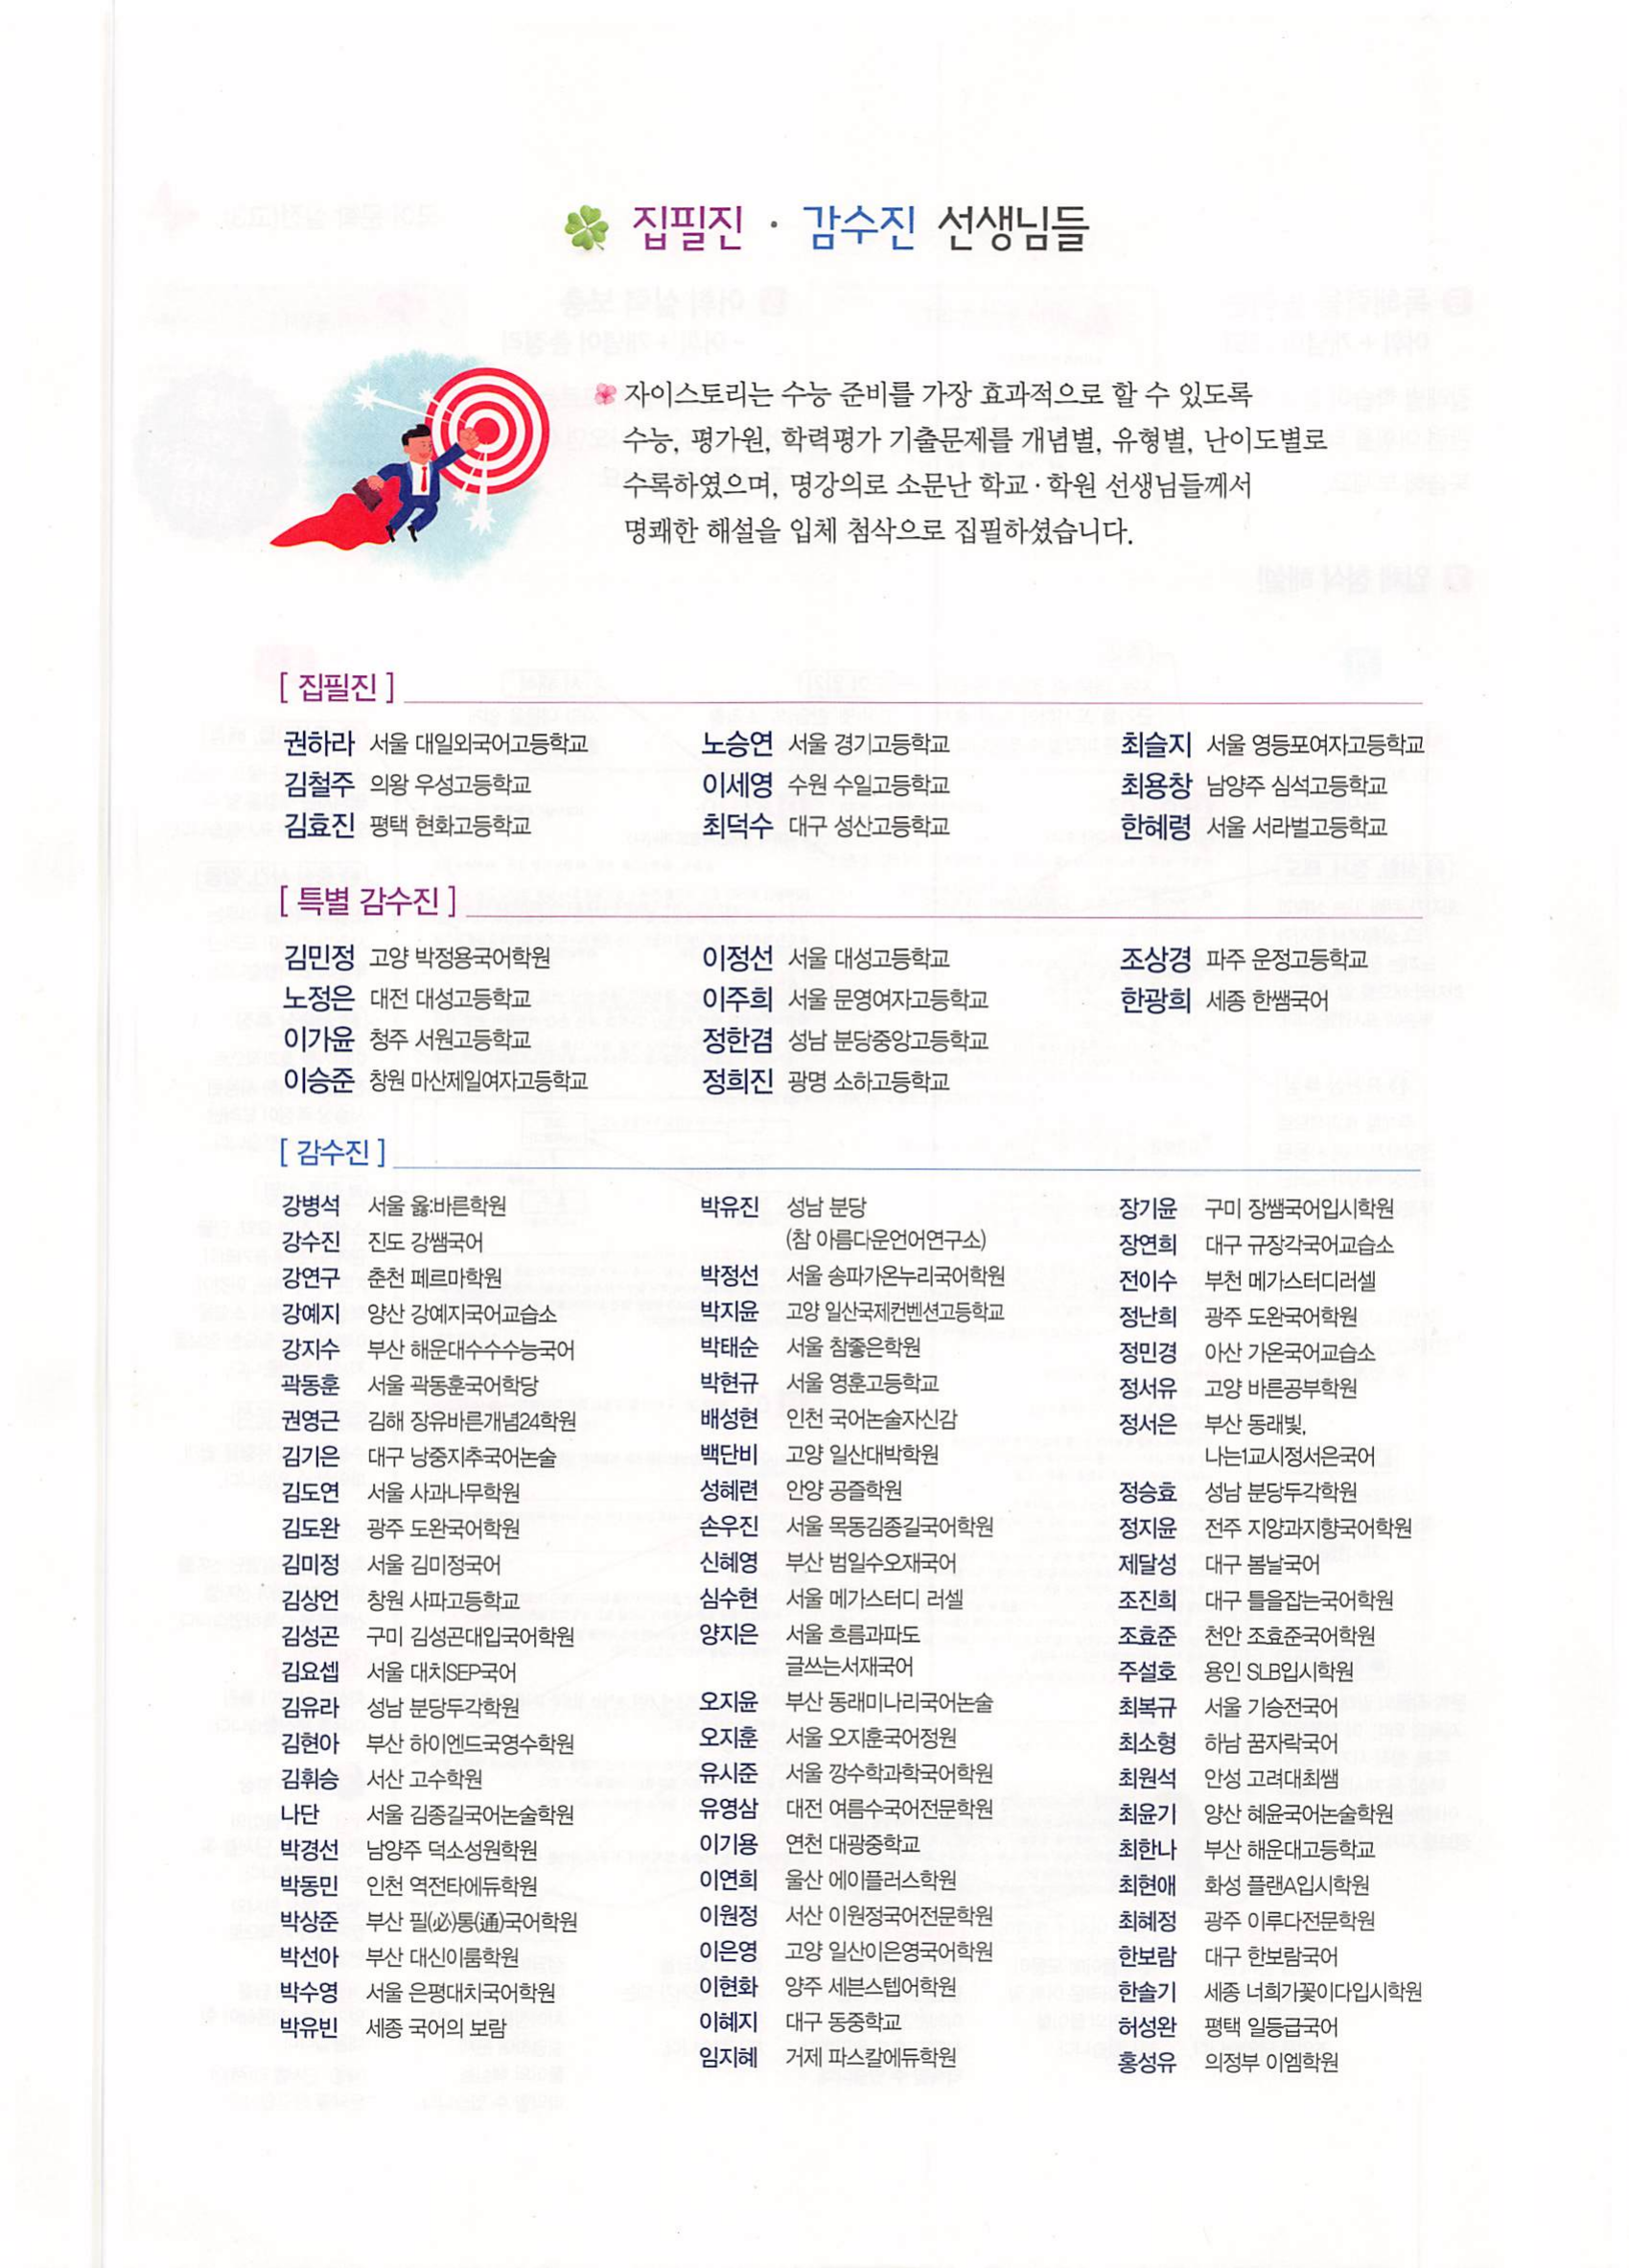 집필진 · 감수진 선생님들
자이스토리는 수능 준비를 가장 효과적으로 할 수 있도록
수능, 평가원, 학력평가 기출문제를 개념별, 유형별, 난이도별로
수록하였으며, 명강의로 소문난 학교·학원 선생님들께서
명쾌한 해설을 입체 첨삭으로 집필하셨습니다.
[ 집필진 ]
권하라 서울 대일외국어고등학교
김철주 의왕 우성고등학교
김효진 평택 현화고등학교
노승연 서울 경기고등학교
이세영 수원 수일고등학교
최덕수 대구 성산고등학교
최슬지 서울 영등포여자고등학교
최용창 남양주 심석고등학교
한혜령 서울 서라벌고등학교
[ 특별 감수진 ]
김민정 고양 박정용국어학원
노정은 대전 대성고등학교
이가윤 청주 서원고등학교
이승준 창원 마산제일여자고등학교
이정선 서울 대성고등학교
이주희 서울 문영여자고등학교
정한겸 성남 분당중앙고등학교
정희진 광명 소하고등학교
조상경 파주 운정고등학교
한광희 세종 한쌤국어
[ 감수진 ]
강병석 서울 옳:바른학원
강수진 진도 강쌤국어
강연구 춘천 페르마학원
강예지 양산 강예지국어교습소
강지수 부산 해운대수수수능국어
곽동훈 서울 곽동훈국어학당
권영근 김해 장유바른개념24학원
김기은 대구 낭중지추국어논술
김도연 서울 사과나무학원
김도완 광주 도완국어학원
김미정 서울 김미정국어
김상언 창원 사파고등학교
김성곤 구미 김성곤대입국어학원
김요셉 서울 대치SEP국어
김유라 성남 분당두각학원
김현아 부산 하이엔드국영수학원
김휘승 서산 고수학원
나단 서울 김종길국어논술학원
박경선 남양주 덕소성원학원
박동민 인천 역전타에듀학원
박상준 부산 필(必)통(通)국어학원
박선아 부산 대신이룸학원
박수영 서울 은평대치국어학원
박유빈 세종 국어의 보람
박유진 성남 분당
(참 아름다운언어연구소)
박정선 서울 송파가온누리국어학원
박지윤 고양 일산국제컨벤션고등학교
박태순 서울 참좋은학원
박현규 서울 영훈고등학교
배성현 인천 국어논술자신감
백단비 고양 일산대박학원
성혜련 안양 공즐학원
손우진 서울 목동김종길국어학원
신혜영 부산 범일수오재국어
심수현 서울 메가스터디 러셀
양지은 서울 흐름과파도
글쓰는서재국어
오지윤 부산 동래미나리국어논술
오지훈 서울 오지훈국어정원
유시준 서울 깡수학과학국어학원
유영삼 대전 여름수국어전문학원
이기용 연천 대광중학교
이연희 울산 에이플러스학원
이원정 서산 이원정국어전문학원
이은영 고양 일산이은영국어학원
이현화 양주 세븐스텝어학원
이혜지 대구 동중학교
임지혜 거제 파스칼에듀학원
장기윤 구미 장쌤국어입시학원
장연희 대구 규장각국어교습소
전이수 부천 메가스터디러셀
정난희 광주 도완국어학원
정민경 아산 가온국어교습소
정서유 고양 바른공부학원
정서은 부산 동래빛,
나는1교시정서은국어
정승효 성남 분당두각학원
정지윤 전주 지양과지향국어학원
제달성 대구 봄날국어
조진희 대구 틀을잡는국어학원
조효준 천안 조효준국어학원
주설호 용인 SLB입시학원
최복규 서울 기승전국어
최소형 하남 꿈자락국어
최원석 안성 고려대최쌤
최윤기 양산 해윤국어논술학원
최한나 부산 해운대고등학교
최현애 화성 플랜A입시학원
최혜정 광주 이루다전문학원
한보람 대구 한보람국어
한솔기 세종 너희가꽃이다입시학원
허성완 평택 일등급국어
홍성유 의정부 이엠학원